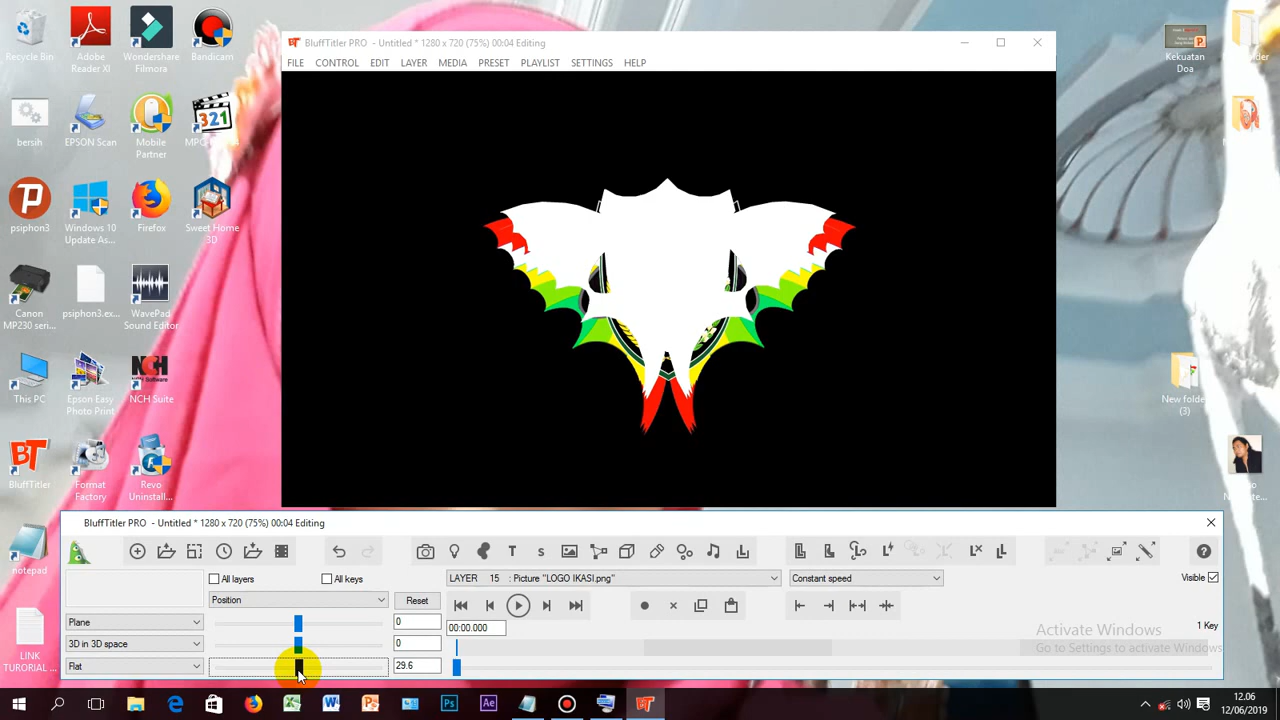 Recycle Bin
Adobe
Reader XI
Wondershare
Filmora
Bandicam
Kekuatan
Doa
bersih
EPSON Scan
Mobile
Partner
psiphon3
Windows 10
Update As...
Firefox
Sweet Home
3D
Canon
MP230 seri...
psiphon3.ex...
WavePad
Sound Editor
This PC
Epson Easy
Photo Print
NCH Suite
New folder
(3)
BluffTitler
Format
Factory
Revo
Uninstall...
notepad
LINK
TURORIAL ...
BluffTitler PRO - Untitled * 1280 x 720 (75%) 00:04 Editing
FILE CONTROL EDIT LAYER MEDIA PRESET PLAYLIST SETTINGS HELP
BluffTitler PRO - Untitled * 1280 x 720 (75%) 00:04 Editing
All layers
All keys
LAYER 15 : Picture "LOGO IKASI.png"
Constant speed
Visible
Position
Reset
Plane
0
00:00.000
1 Key
3D in 3D space
0
Flat
29.6
Activate Windows
Go to Settings to activate Windows
12.06
12/06/2019